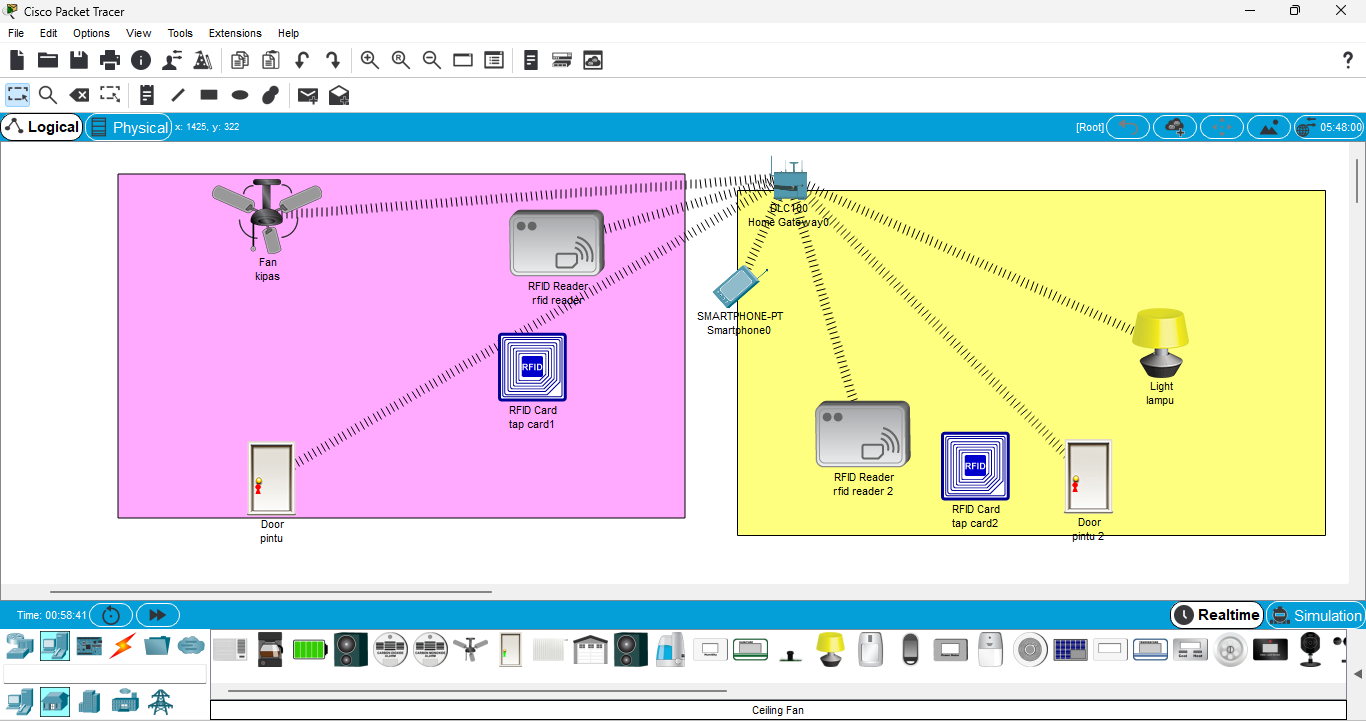 Cisco Packet Tracer
File Edit Options View Tools Extensions Help
Logical Physical x: 1425, y: 322 [Root] 05:48:00
DLC100
Home Gateway0
Fan
kipas
RFID Reader
rfid reader
SMARTPHONE-PT
Smartphone0
RFID
RFID Card
tap card1
Light
lampu
RFID Reader
rfid reader 2
RFID
RFID Card
tap card2
Door
pintu
Door
pintu 2
Time: 00:58:41 Realtime Simulation
Ceiling Fan